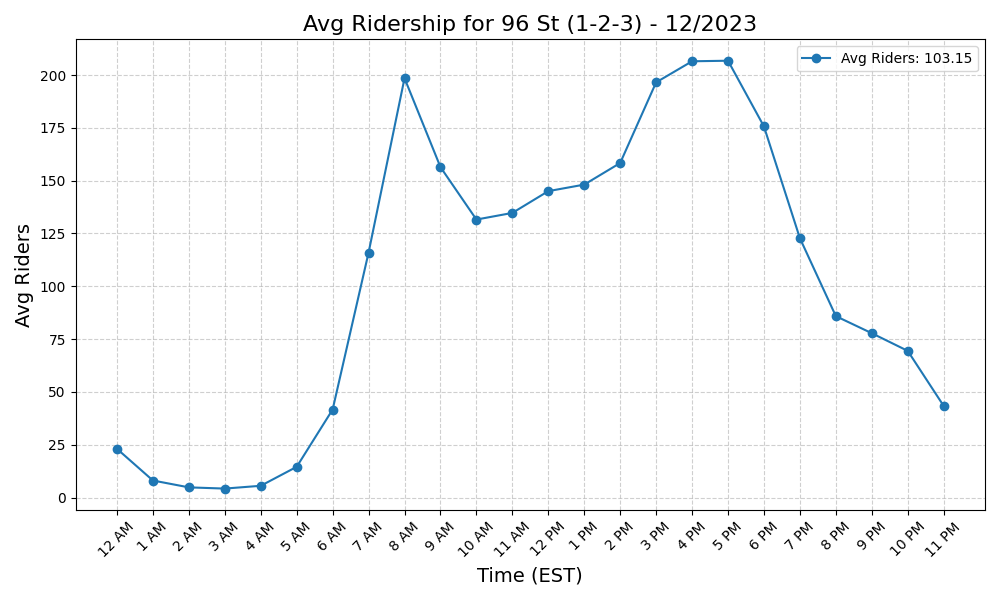 Avg Ridership for 96 St (1-2-3) - 12/2023
Avg Riders: 103.15
Avg Riders
200
175
150
125
100
75
50
25
0
12 AM
1 AM
2 AM
3 AM
4 AM
5 AM
6 AM
7 AM
8 AM
9 AM
10 AM
11 AM
12 PM
1 PM
2 PM
3 PM
4 PM
5 PM
6 PM
7 PM
8 PM
9 PM
10 PM
11 PM
Time (EST)